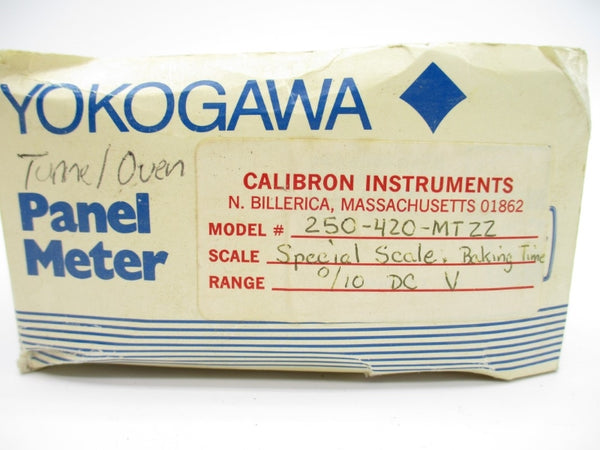 YOKOGAWA
Tunnel Oven
Panel
Meter
CALIBRON INSTRUMENTS
N. BILLERICA, MASSACHUSETTS 01862
MODEL # 250-420-MTZZ
SCALE Special Scale. Baking Time
RANGE 0/10 DC V